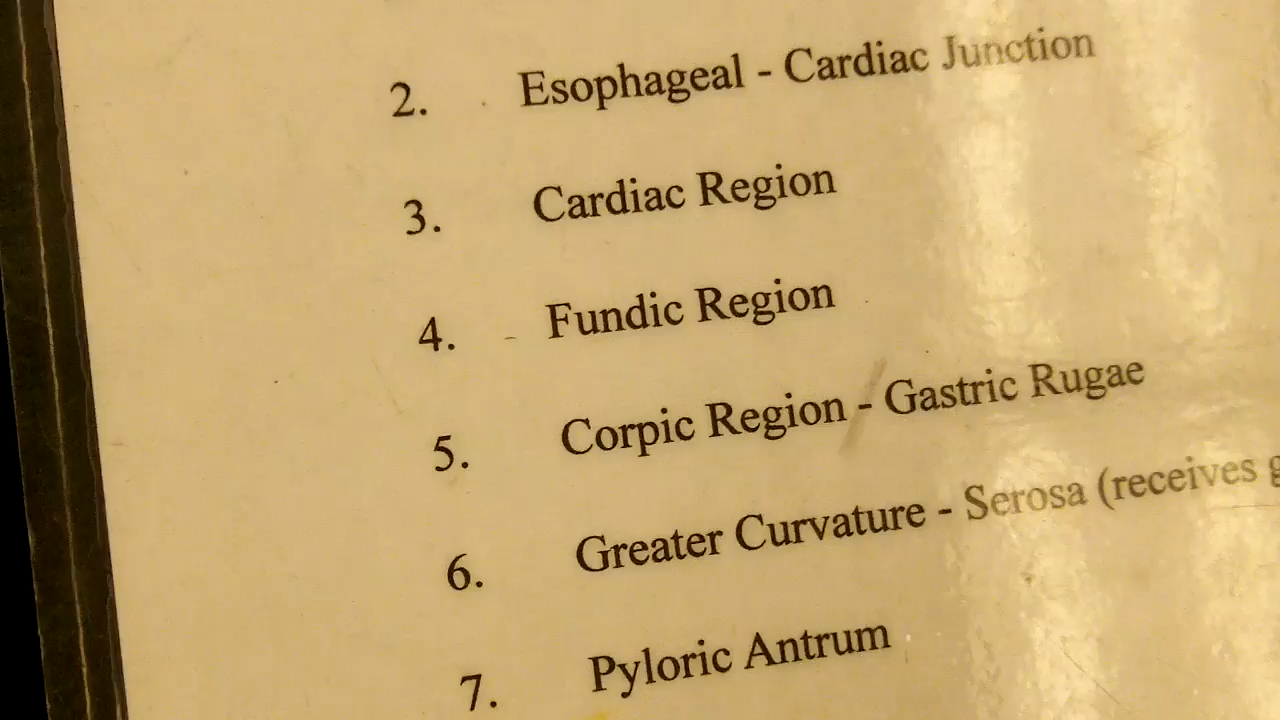 2. Esophageal - Cardiac Junction
3. Cardiac Region
4. Fundic Region
5. Corpic Region - Gastric Rugae
6. Greater Curvature - Serosa (receives
7. Pyloric Antrum